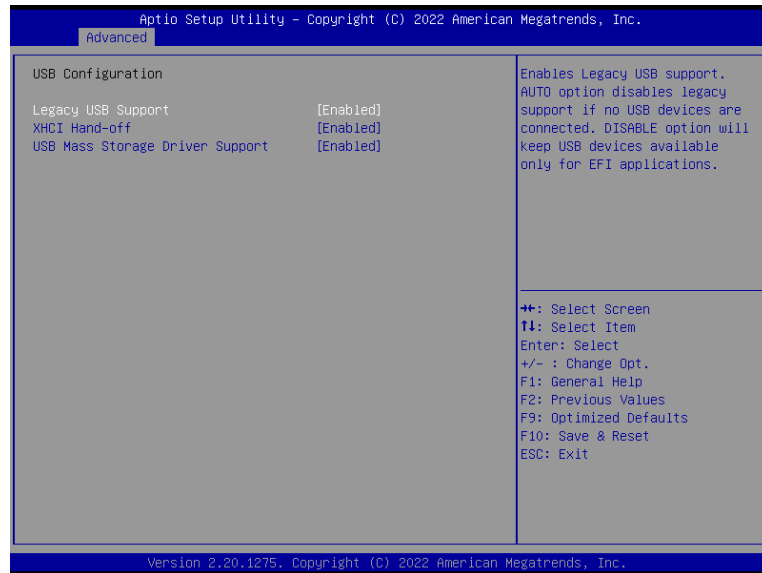 Aptio Setup Utility – Copyright (C) 2022 American Megatrends, Inc.
Advanced
USB Configuration
Legacy USB Support [Enabled]
XHCI Hand-off [Enabled]
USB Mass Storage Driver Support [Enabled]
Enables Legacy USB support.
AUTO option disables legacy
support if no USB devices are
connected. DISABLE option will
keep USB devices available
only for EFI applications.
→←: Select Screen
↑↓: Select Item
Enter: Select
+/- : Change Opt.
F1: General Help
F2: Previous Values
F9: Optimized Defaults
F10: Save & Reset
ESC: Exit
Version 2.20.1275. Copyright (C) 2022 American Megatrends, Inc.